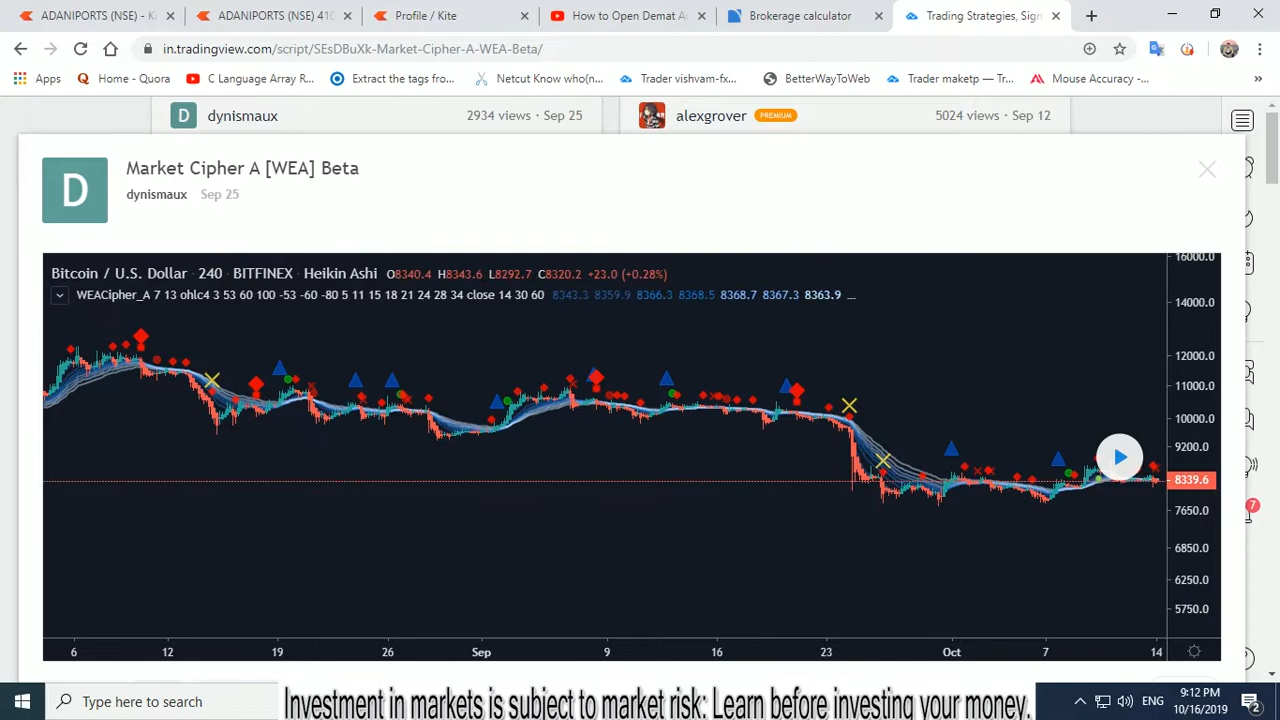 ADANIPORTS (NSE) - Ki
ADANIPORTS (NSE) 410
Profile / Kite
How to Open Demat A
Brokerage calculator
Trading Strategies, Sign
in.tradingview.com/script/SEsDBuXk-Market-Cipher-A-WEA-Beta/
Apps
Home - Quora
C Language Array R...
Extract the tags from...
Netcut Know who(n...
Trader vishvam-fx...
BetterWayToWeb
Trader maketp — Tr...
Mouse Accuracy -...
»
D dynismaux 2934 views · Sep 25
alexgrover PREMIUM 5024 views · Sep 12
D
Market Cipher A [WEA] Beta
dynismaux Sep 25
Bitcoin / U.S. Dollar · 240 · BITFINEX · Heikin Ashi O8340.4 H8343.6 L8292.7 C8320.2 +23.0 (+0.28%)
WEACipher_A 7 13 ohlc4 3 53 60 100 -53 -60 -80 5 11 15 18 21 24 28 34 close 14 30 60 8343.3 8359.9 8366.3 8368.5 8368.7 8367.3 8363.9 ...
16000.0
14000.0
12000.0
11000.0
10000.0
9200.0
8339.6
7650.0
6850.0
6250.0
5750.0
7
6 12 19 26 Sep 9 16 23 Oct 7 14
Type here to search
Investment in markets is subject to market risk: Learn before investing your money.
ENG
9:12 PM
10/16/2019
2